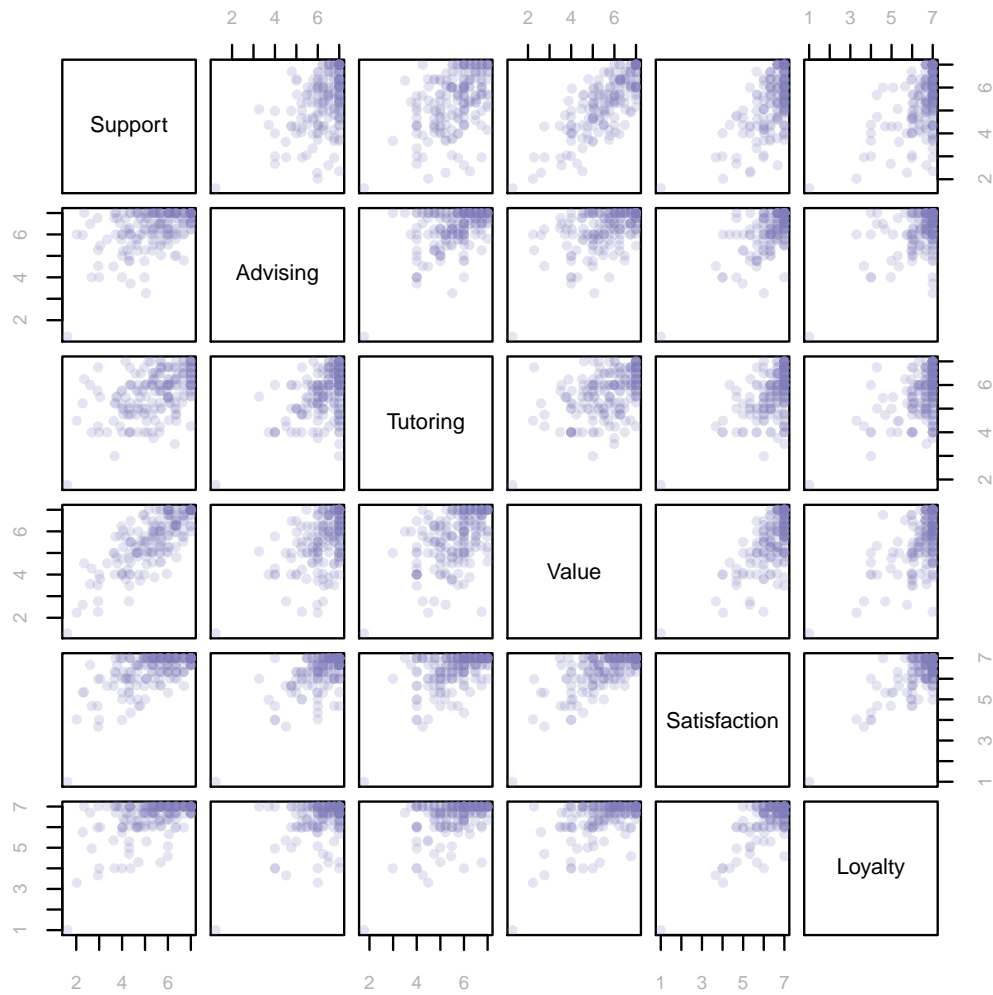 2 4 6 2 4 6 1 3 5 7
Support
2 4 6
Advising
2 4 6
Tutoring
2 4 6
Value
2 4 6
Satisfaction
1 3 5 7
Loyalty
1 3 5 7
2 4 6 2 4 6 1 3 5 7